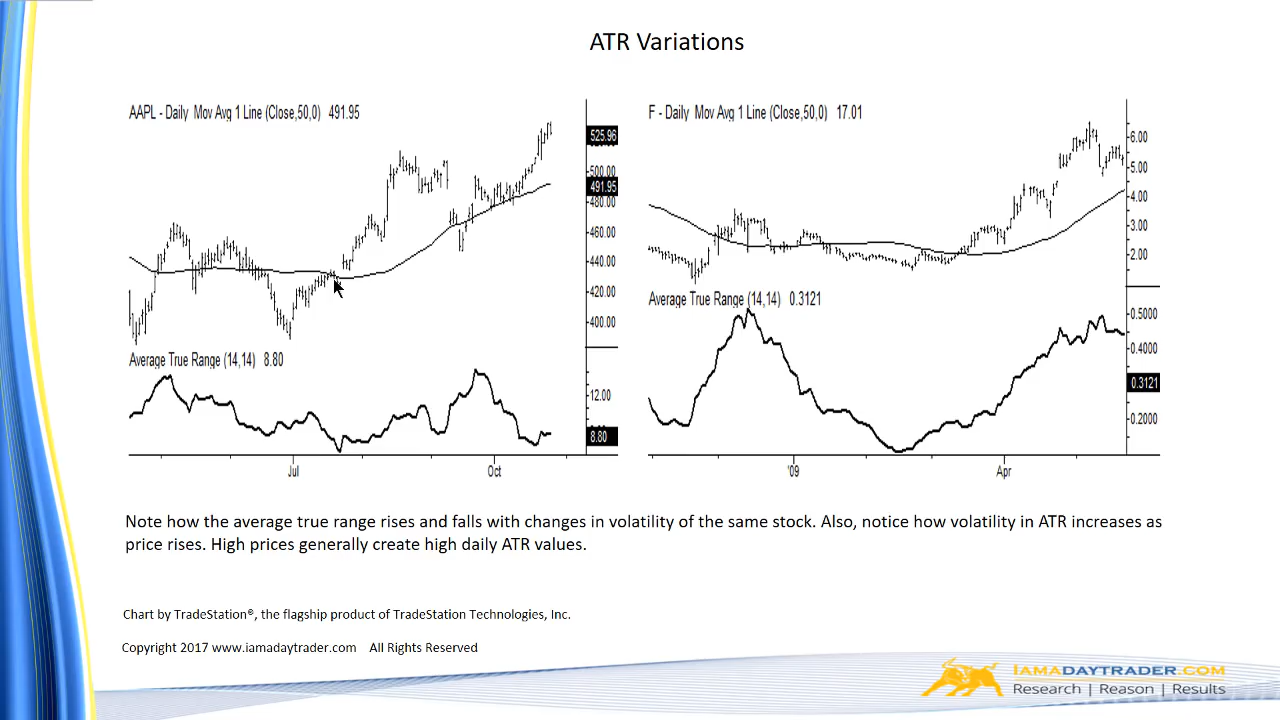 ATR Variations
AAPL - Daily Mov Avg 1 Line (Close,50,0) 491.95
525.96
500.00
491.95
480.00
460.00
440.00
420.00
400.00
Average True Range (14,14) 8.80
12.00
8.80
Jul
Oct
F - Daily Mov Avg 1 Line (Close,50,0) 17.01
6.00
5.00
4.00
3.00
2.00
Average True Range (14,14) 0.3121
0.5000
0.4000
0.3121
0.2000
'09
Apr
Note how the average true range rises and falls with changes in volatility of the same stock. Also, notice how volatility in ATR increases as
price rises. High prices generally create high daily ATR values.
Chart by TradeStation®, the flagship product of TradeStation Technologies, Inc.
Copyright 2017 www.iamadaytrader.com All Rights Reserved
IAMADAYTRADER.COM
Research | Reason | Results